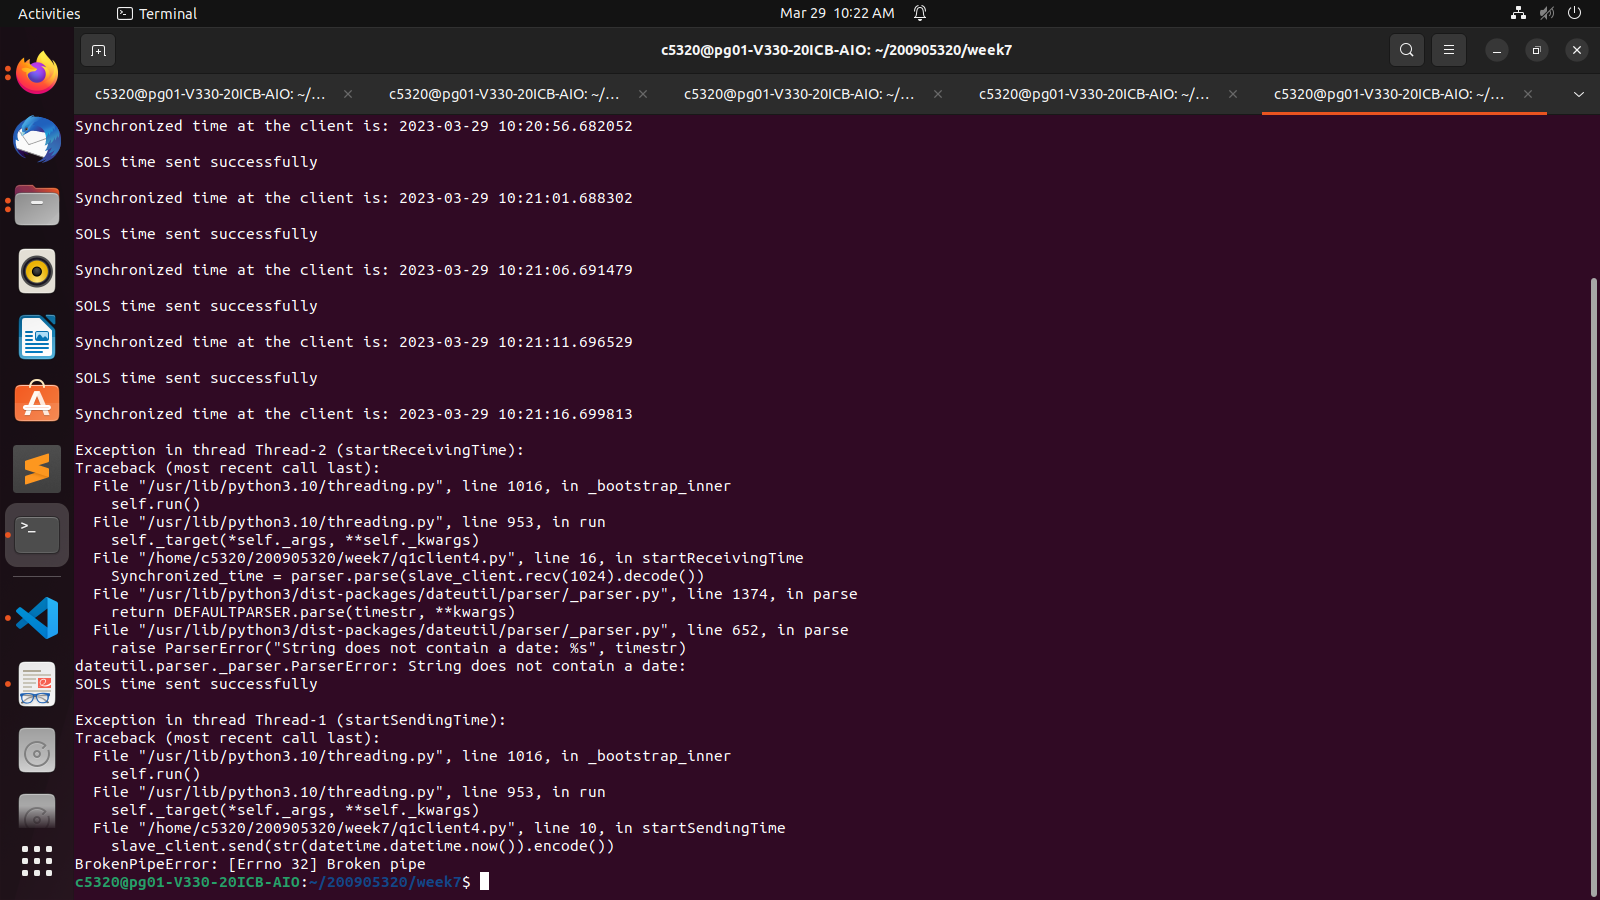 Activities
Terminal
Mar 29 10:22 AM
c5320@pg01-V330-20ICB-AIO: ~/200905320/week7
c5320@pg01-V330-20ICB-AIO: ~/... × c5320@pg01-V330-20ICB-AIO: ~/... × c5320@pg01-V330-20ICB-AIO: ~/... × c5320@pg01-V330-20ICB-AIO: ~/... × c5320@pg01-V330-20ICB-AIO: ~/... ×
Synchronized time at the client is: 2023-03-29 10:20:56.682052
SOLS time sent successfully
Synchronized time at the client is: 2023-03-29 10:21:01.688302
SOLS time sent successfully
Synchronized time at the client is: 2023-03-29 10:21:06.691479
SOLS time sent successfully
Synchronized time at the client is: 2023-03-29 10:21:11.696529
SOLS time sent successfully
Synchronized time at the client is: 2023-03-29 10:21:16.699813
Exception in thread Thread-2 (startReceivingTime):
Traceback (most recent call last):
  File "/usr/lib/python3.10/threading.py", line 1016, in _bootstrap_inner
    self.run()
  File "/usr/lib/python3.10/threading.py", line 953, in run
    self._target(*self._args, **self._kwargs)
  File "/home/c5320/200905320/week7/q1client4.py", line 16, in startReceivingTime
    Synchronized_time = parser.parse(slave_client.recv(1024).decode())
  File "/usr/lib/python3/dist-packages/dateutil/parser/_parser.py", line 1374, in parse
    return DEFAULTPARSER.parse(timestr, **kwargs)
  File "/usr/lib/python3/dist-packages/dateutil/parser/_parser.py", line 652, in parse
    raise ParserError("String does not contain a date: %s", timestr)
dateutil.parser._parser.ParserError: String does not contain a date:
SOLS time sent successfully
Exception in thread Thread-1 (startSendingTime):
Traceback (most recent call last):
  File "/usr/lib/python3.10/threading.py", line 1016, in _bootstrap_inner
    self.run()
  File "/usr/lib/python3.10/threading.py", line 953, in run
    self._target(*self._args, **self._kwargs)
  File "/home/c5320/200905320/week7/q1client4.py", line 10, in startSendingTime
    slave_client.send(str(datetime.datetime.now()).encode())
BrokenPipeError: [Errno 32] Broken pipe
c5320@pg01-V330-20ICB-AIO:~/200905320/week7$